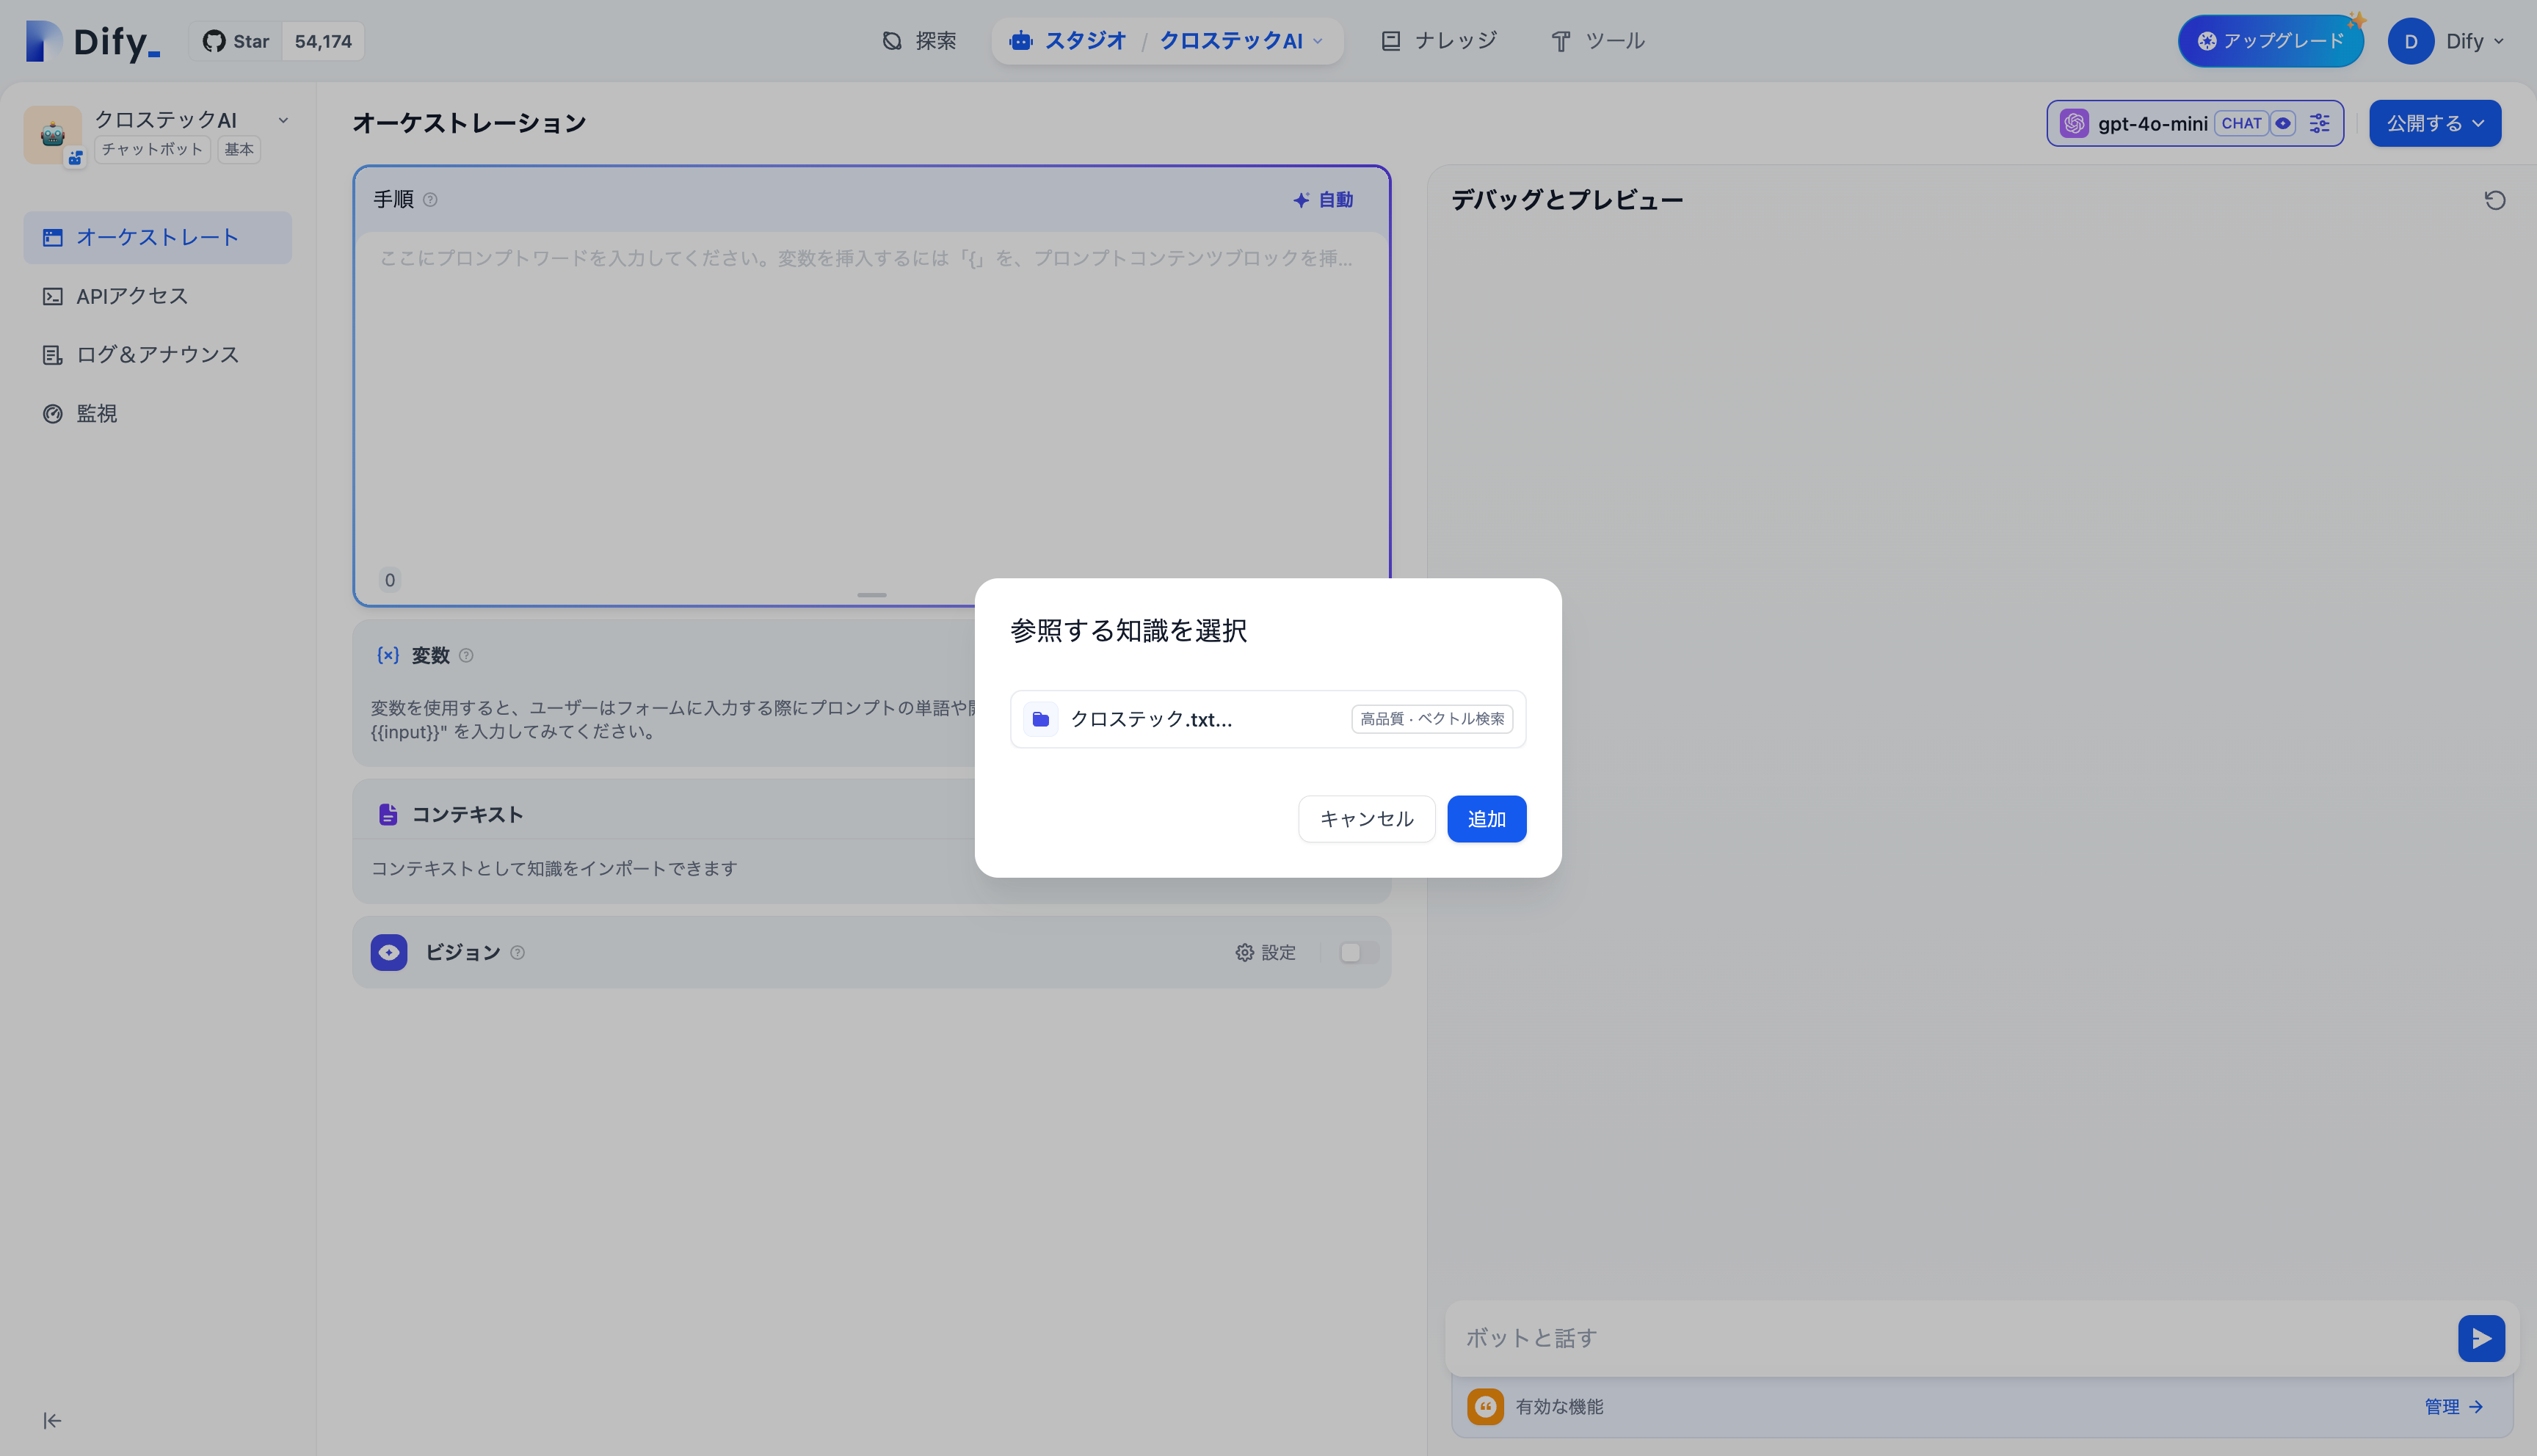 Dify_
Star 54,174
探索
スタジオ / クロステックAI
ナレッジ
ツール
アップグレード
D Dify
クロステックAI
チャットボット 基本
オーケストレート
APIアクセス
ログ＆アナウンス
監視
オーケストレーション
gpt-4o-mini CHAT
公開する
手順
自動
ここにプロンプトワードを入力してください。変数を挿入するには「{」を、プロンプトコンテンツブロックを挿...
0
{x} 変数
変数を使用すると、ユーザーはフォームに入力する際にプロンプトの単語や
{{input}}" を入力してみてください。
コンテキスト
コンテキストとして知識をインポートできます
ビジョン
設定
参照する知識を選択
クロステック.txt...
高品質・ベクトル検索
キャンセル
追加
デバッグとプレビュー
ボットと話す
有効な機能
管理 →